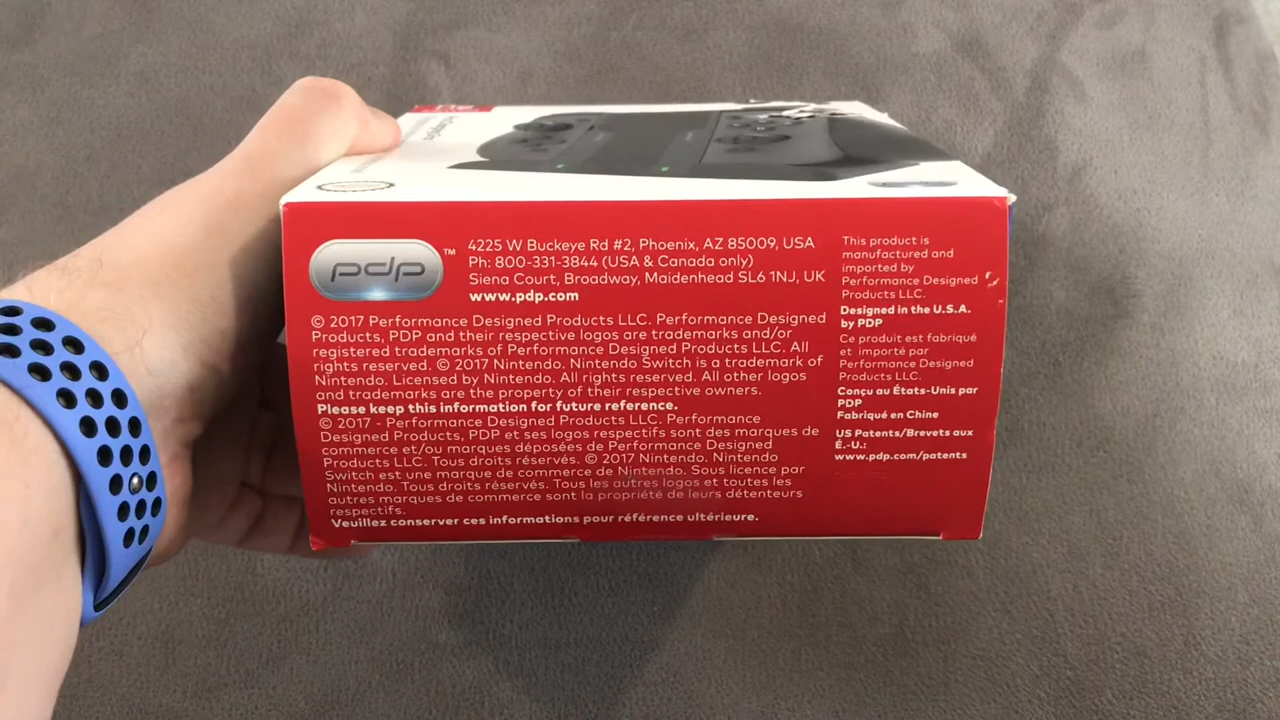 pdp™
4225 W Buckeye Rd #2, Phoenix, AZ 85009, USA
Ph: 800-331-3844 (USA & Canada only)
Siena Court, Broadway, Maidenhead SL6 1NJ, UK
www.pdp.com
© 2017 Performance Designed Products LLC. Performance Designed
Products, PDP and their respective logos are trademarks and/or
registered trademarks of Performance Designed Products LLC. All
rights reserved. © 2017 Nintendo. Nintendo Switch is a trademark of
Nintendo. Licensed by Nintendo. All rights reserved. All other logos
and trademarks are the property of their respective owners.
Please keep this information for future reference.
© 2017 - Performance Designed Products LLC. Performance
Designed Products, PDP et ses logos respectifs sont des marques de
commerce et/ou marques déposées de Performance Designed
Products LLC. Tous droits réservés. © 2017 Nintendo. Nintendo
Switch est une marque de commerce de Nintendo. Sous licence par
Nintendo. Tous droits réservés. Tous les autres logos et toutes les
autres marques de commerce sont la propriété de leurs détenteurs
respectifs.
Veuillez conserver ces informations pour référence ultérieure.
This product is
manufactured and
imported by
Performance Designed
Products LLC.
Designed in the U.S.A.
by PDP
Ce produit est fabriqué
et importé par
Performance Designed
Products LLC.
Conçu au États-Unis par
PDP
Fabriqué en Chine
US Patents/Brevets aux
É.-U.:
www.pdp.com/patents